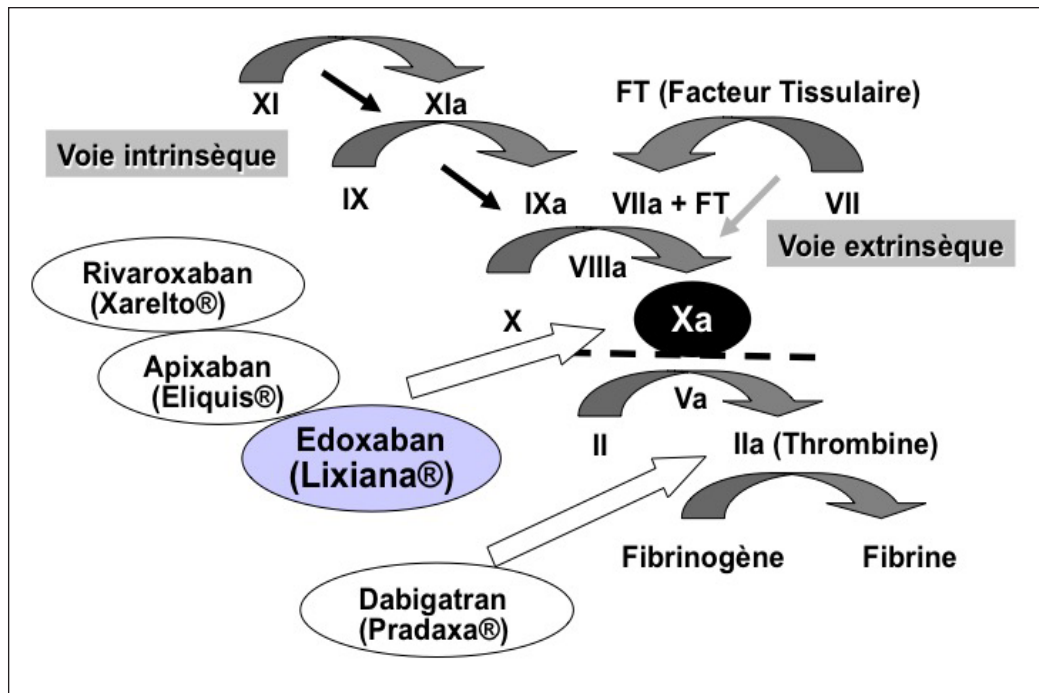 XI
XIa
FT (Facteur Tissulaire)
Voie intrinsèque
IX
IXa
VIIa + FT
VII
Voie extrinsèque
VIIIa
Rivaroxaban
(Xarelto®)
X
Xa
Apixaban
(Eliquis®)
Va
Edoxaban
(Lixiana®)
II
IIa (Thrombine)
Fibrinogène
Fibrine
Dabigatran
(Pradaxa®)